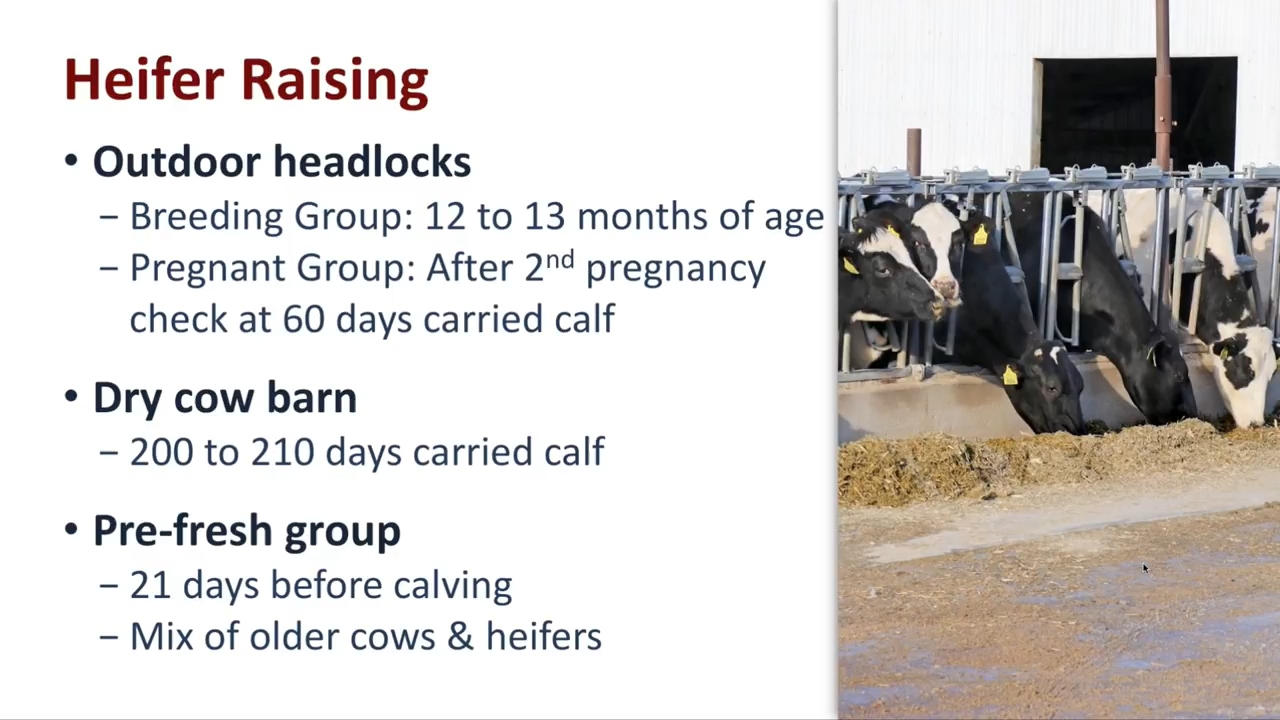 Heifer Raising
• Outdoor headlocks
– Breeding Group: 12 to 13 months of age
– Pregnant Group: After 2nd pregnancy
check at 60 days carried calf
• Dry cow barn
– 200 to 210 days carried calf
• Pre-fresh group
– 21 days before calving
– Mix of older cows & heifers